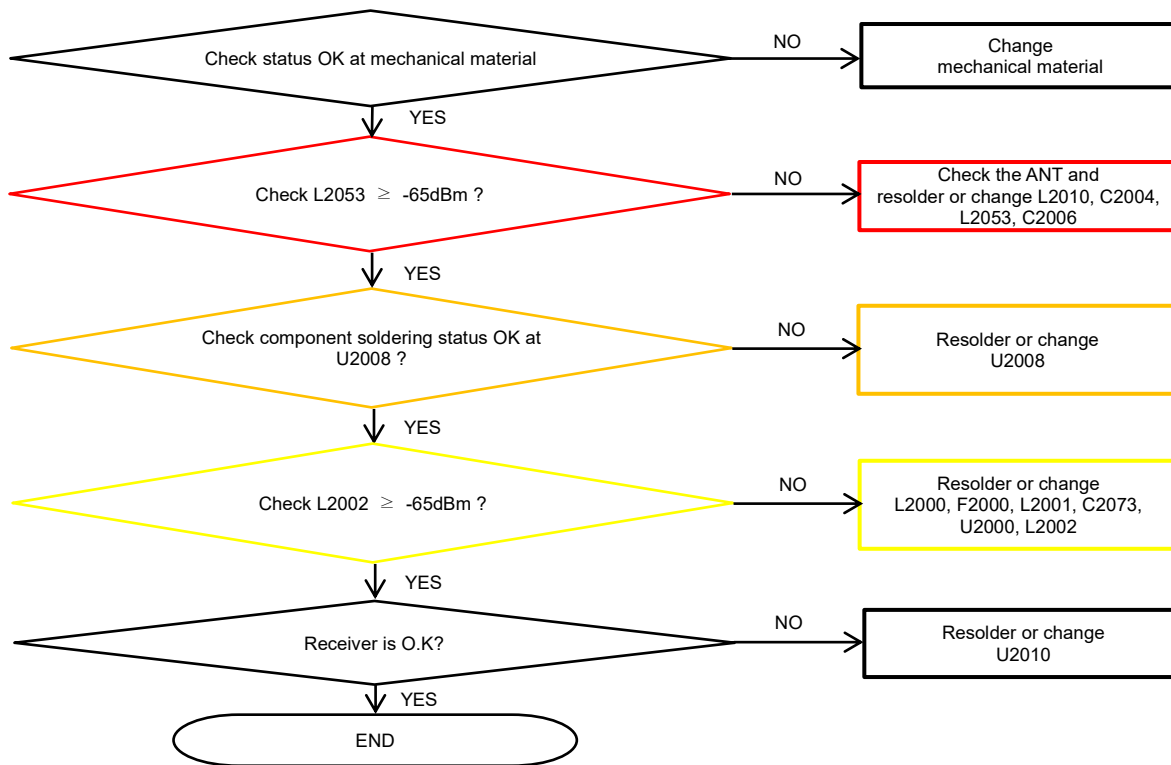 Check status OK at mechanical material
NO
Change
mechanical material
YES
Check L2053 ≥ -65dBm ?
NO
Check the ANT and
resolder or change L2010, C2004,
L2053, C2006
YES
Check component soldering status OK at
U2008 ?
NO
Resolder or change
U2008
YES
Check L2002 ≥ -65dBm ?
NO
Resolder or change
L2000, F2000, L2001, C2073,
U2000, L2002
YES
Receiver is O.K?
NO
Resolder or change
U2010
YES
END